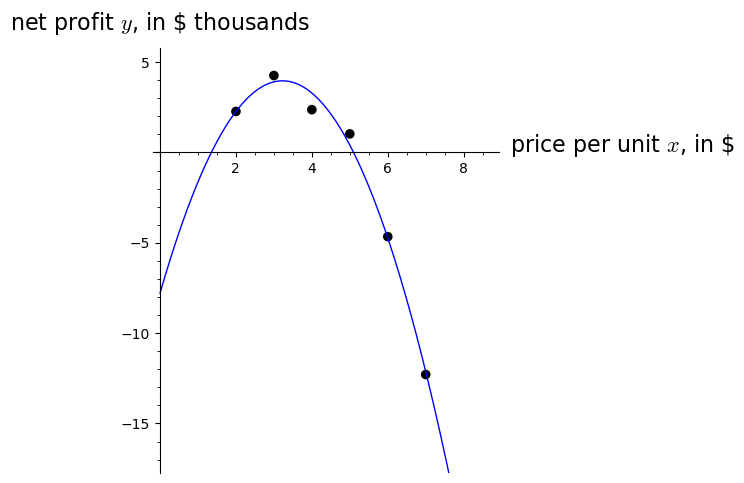 net profit y, in $ thousands
5
price per unit x, in $
2 4 6 8
−5
−10
−15